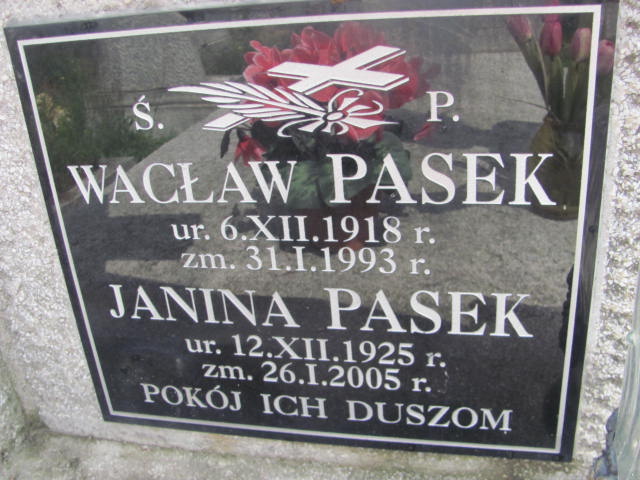 Ś. P.
WACŁAW PASEK
ur. 6.XII.1918 r.
zm. 31.I.1993 r.
JANINA PASEK
ur. 12.XII.1925 r.
zm. 26.I.2005 r.
POKÓJ ICH DUSZOM